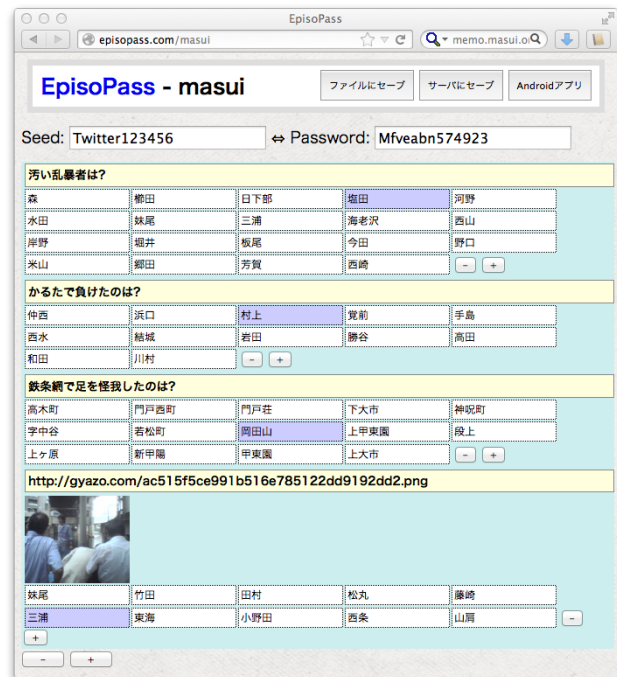 EpisoPass
episopass.com/masui
memo.masui.o
EpisoPass - masui ファイルにセーブ サーバにセーブ Androidアプリ
Seed: Twitter123456 ⇔ Password: Mfveabn574923
汚い乱暴者は?
森 櫛田 日下部 塩田 河野
水田 妹尾 三浦 海老沢 西山
岸野 堀井 板尾 今田 野口
米山 郷田 芳賀 西崎 - +
かるたで負けたのは?
仲西 浜口 村上 覚前 手島
西水 結城 岩田 勝谷 高田
和田 川村 - +
鉄条網で足を怪我したのは?
高木町 門戸西町 門戸荘 下大市 神呪町
字中谷 若松町 岡田山 上甲東園 段上
上ヶ原 新甲陽 甲東園 上大市 - +
http://gyazo.com/ac515f5ce991b516e785122dd9192dd2.png
妹尾 竹田 田村 松丸 藤崎
三浦 東海 小野田 西条 山肩 -
+
- +